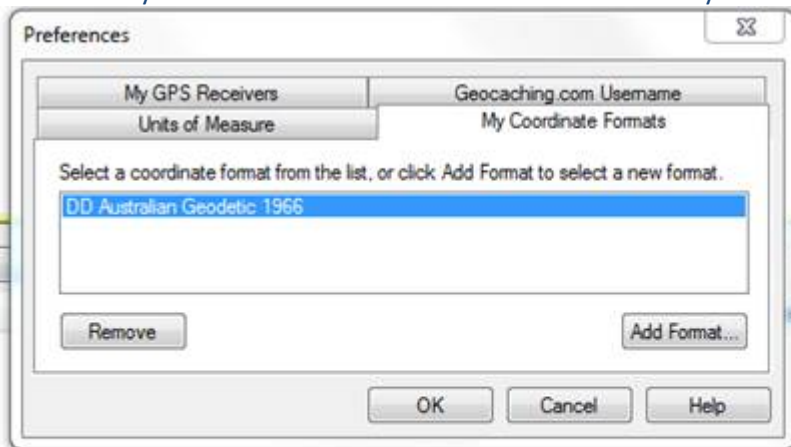 Preferences
My GPS Receivers
Geocaching.com Username
Units of Measure
My Coordinate Formats
Select a coordinate format from the list, or click Add Format to select a new format.
DD Australian Geodetic 1966
Remove
Add Format...
OK
Cancel
Help